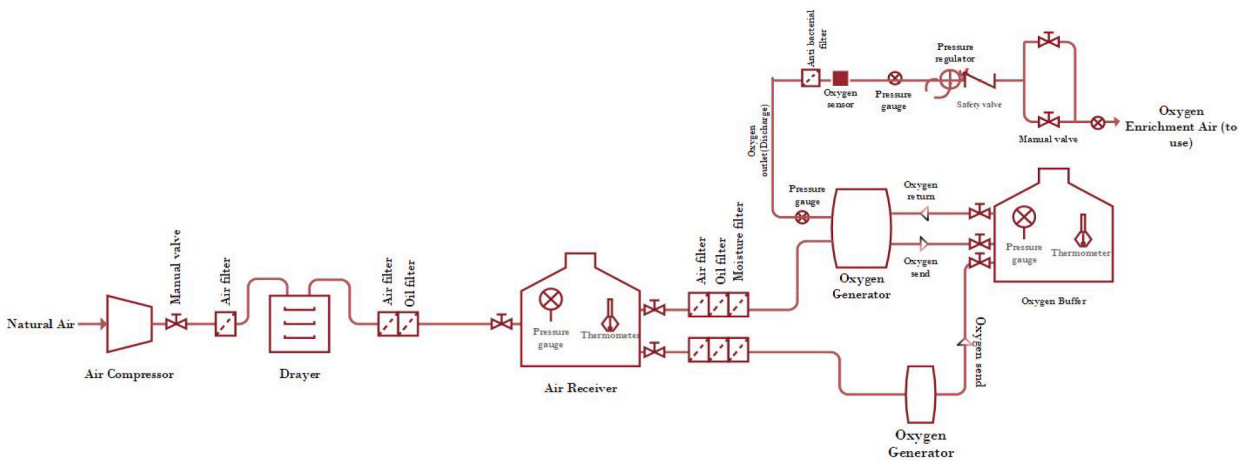 Natural Air
Air Compressor
Manual valve
Air filter
Drayer
Air filter
Oil filter
Pressure
gauge
Thermometer
Air Receiver
Air filter
Oil filter
Moisture filter
Oxygen
outlet(Discharge)
Pressure
gauge
Oxygen
Generator
Oxygen
return
Oxygen
send
Oxygen
Generator
Oxygen send
Pressure
gauge
Thermometer
Oxygen Buffer
Anti bacterial
filter
Oxygen
sensor
Pressure
gauge
Pressure
regulator
Safety valve
Manual valve
Oxygen
Enrichment Air (to
use)